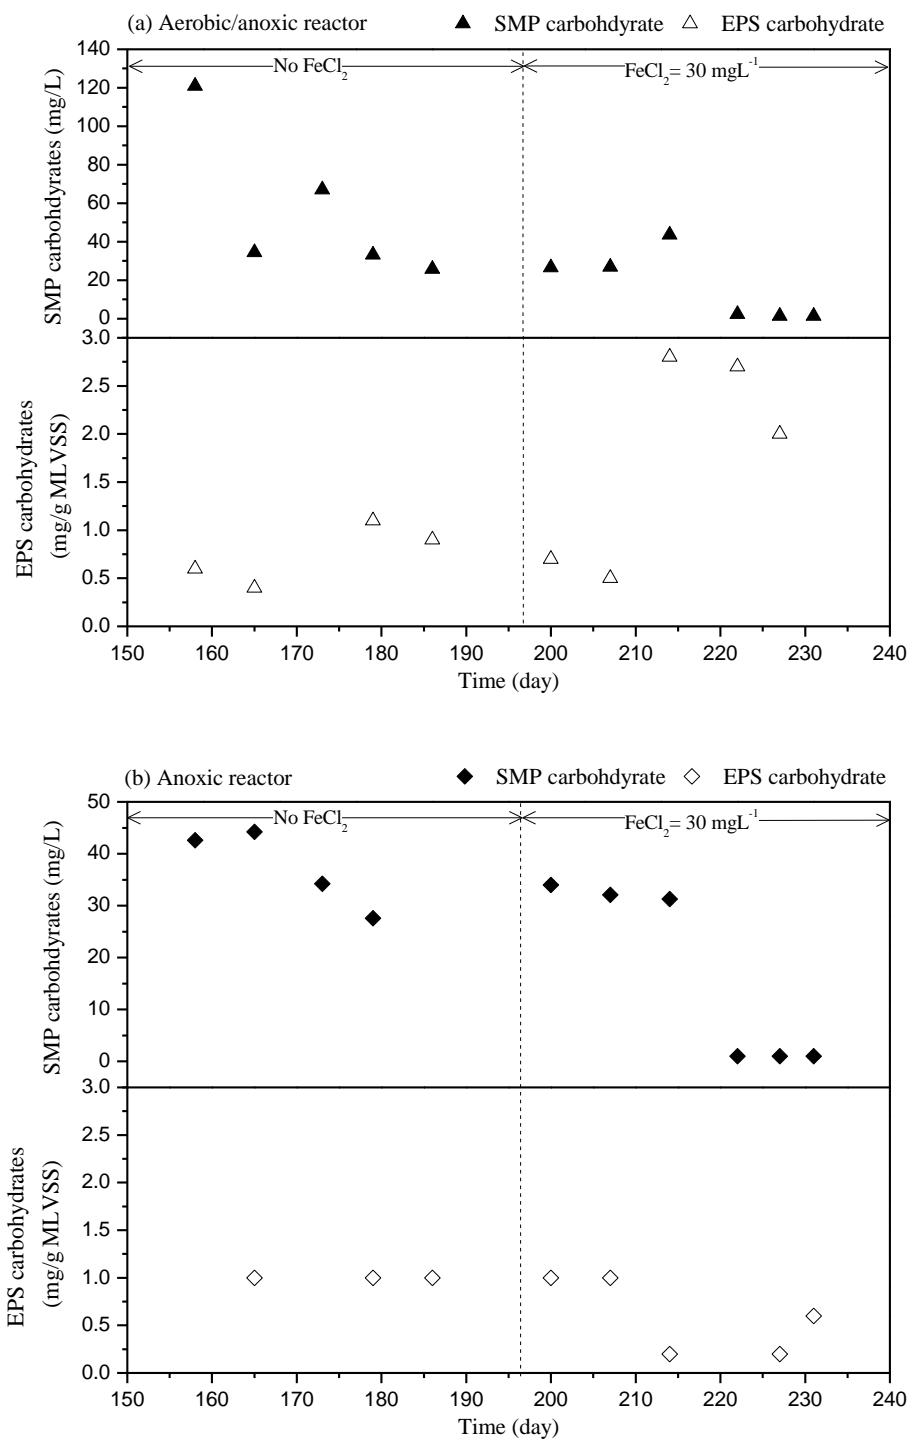 (a) Aerobic/anoxic reactor ▲ SMP carbohdyrate △ EPS carbohydrate
No FeCl₂
FeCl₂= 30 mgL⁻¹
SMP carbohdyrates (mg/L)
140
120
100
80
60
40
20
0
EPS carbohydrates
(mg/g MLVSS)
3.0
2.5
2.0
1.5
1.0
0.5
0.0
150 160 170 180 190 200 210 220 230 240
Time (day)
(b) Anoxic reactor ◆ SMP carbohdyrate ◇ EPS carbohydrate
No FeCl₂
FeCl₂= 30 mgL⁻¹
SMP carbohydrates (mg/L)
50
40
30
20
10
0
EPS carbohydrates
(mg/g MLVSS)
3.0
2.5
2.0
1.5
1.0
0.5
0.0
150 160 170 180 190 200 210 220 230 240
Time (day)